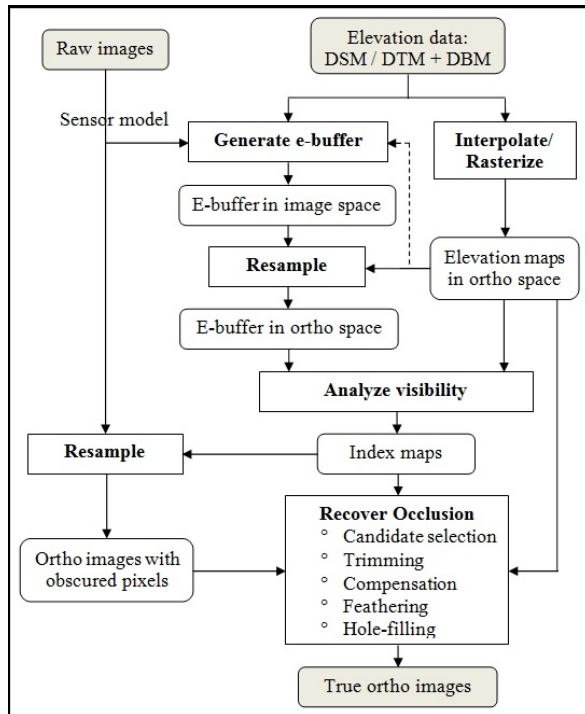 Raw images
Elevation data:
DSM / DTM + DBM
Sensor model
Generate e-buffer
Interpolate/
Rasterize
E-buffer in image space
Resample
Elevation maps
in ortho space
E-buffer in ortho space
Analyze visibility
Resample
Index maps
Recover Occlusion
° Candidate selection
° Trimming
° Compensation
° Feathering
° Hole-filling
Ortho images with
obscured pixels
True ortho images